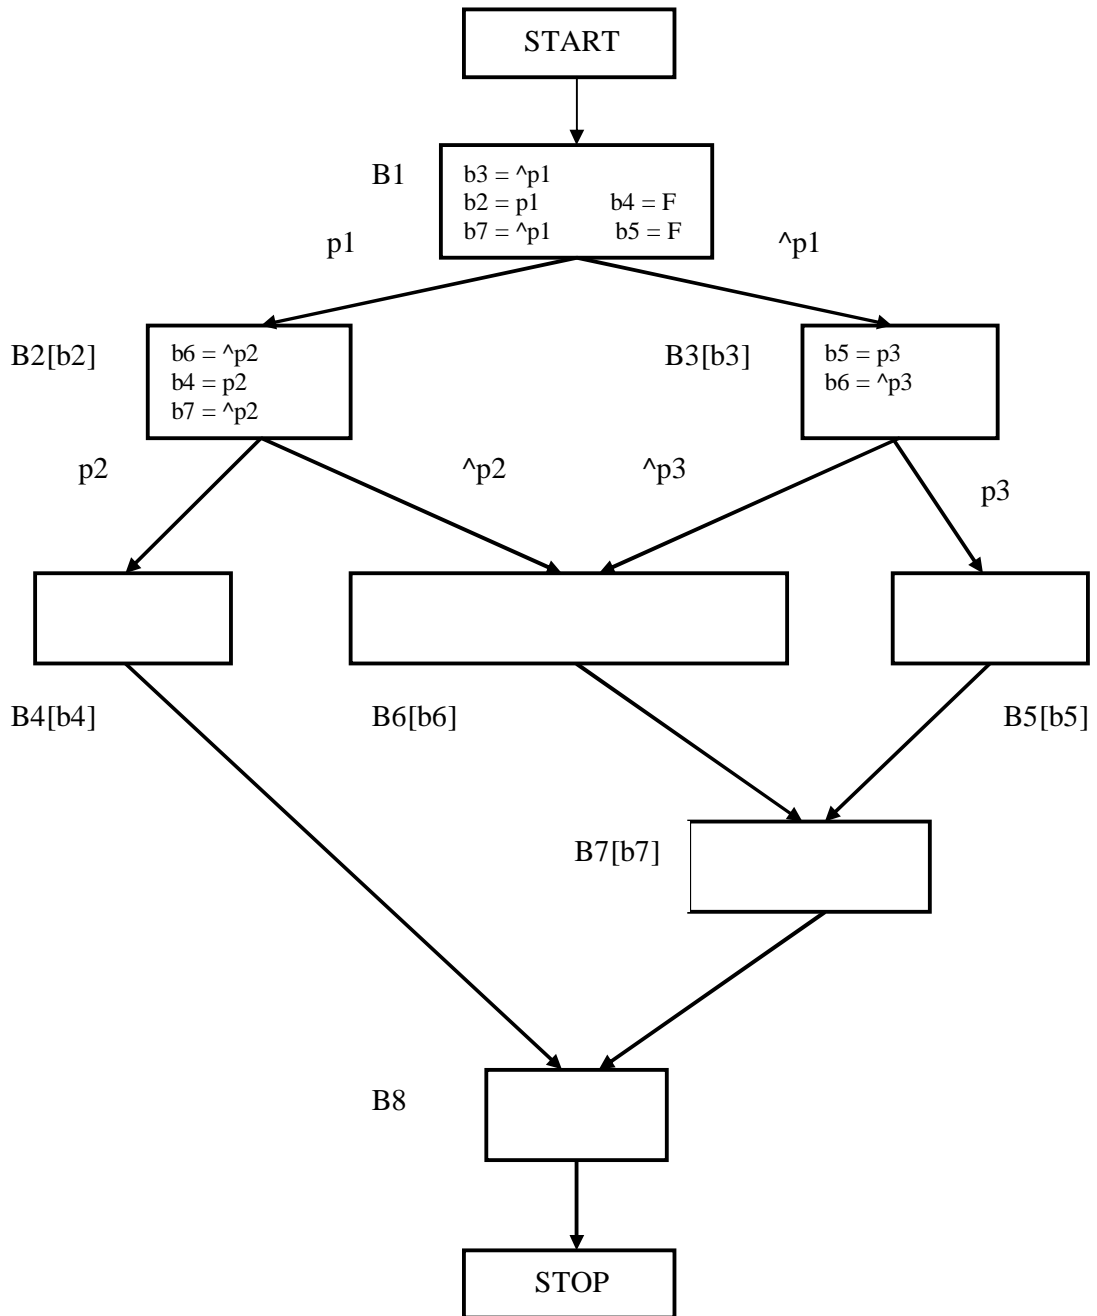 START
B1
b3 = ^p1
b2 = p1 b4 = F
b7 = ^p1 b5 = F
p1 ^p1
B2[b2]
b6 = ^p2
b4 = p2
b7 = ^p2
B3[b3]
b5 = p3
b6 = ^p3
p2 ^p2 ^p3 p3
B4[b4] B6[b6] B5[b5]
B7[b7]
B8
STOP